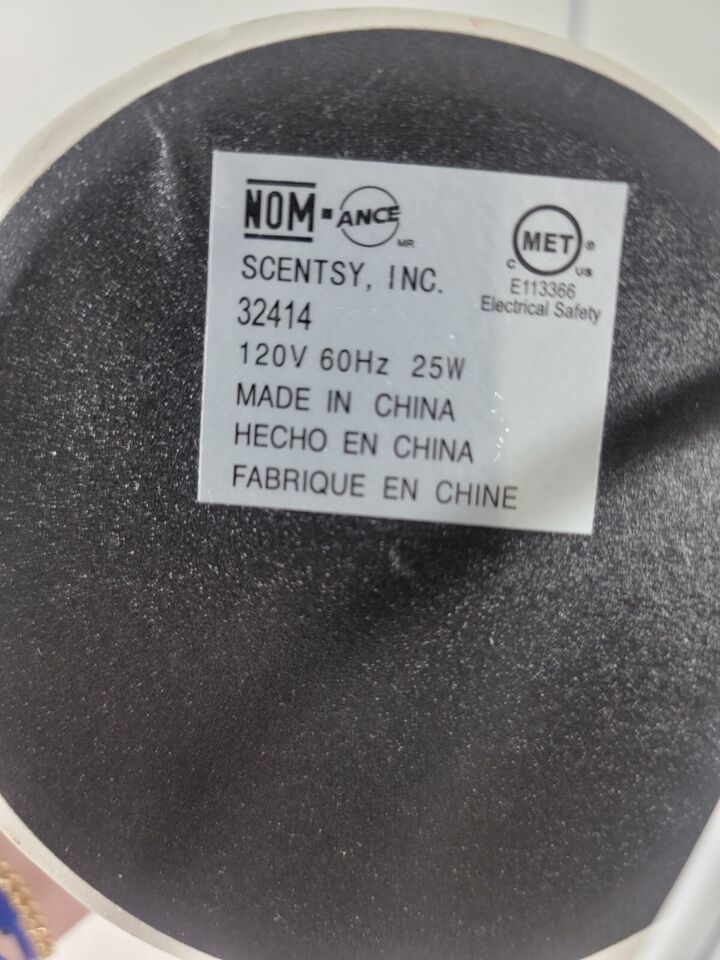 NOM-ANCE MR
SCENTSY, INC.
32414
120V 60Hz 25W
MADE IN CHINA
HECHO EN CHINA
FABRIQUE EN CHINE
MET®
C US
E113366
Electrical Safety